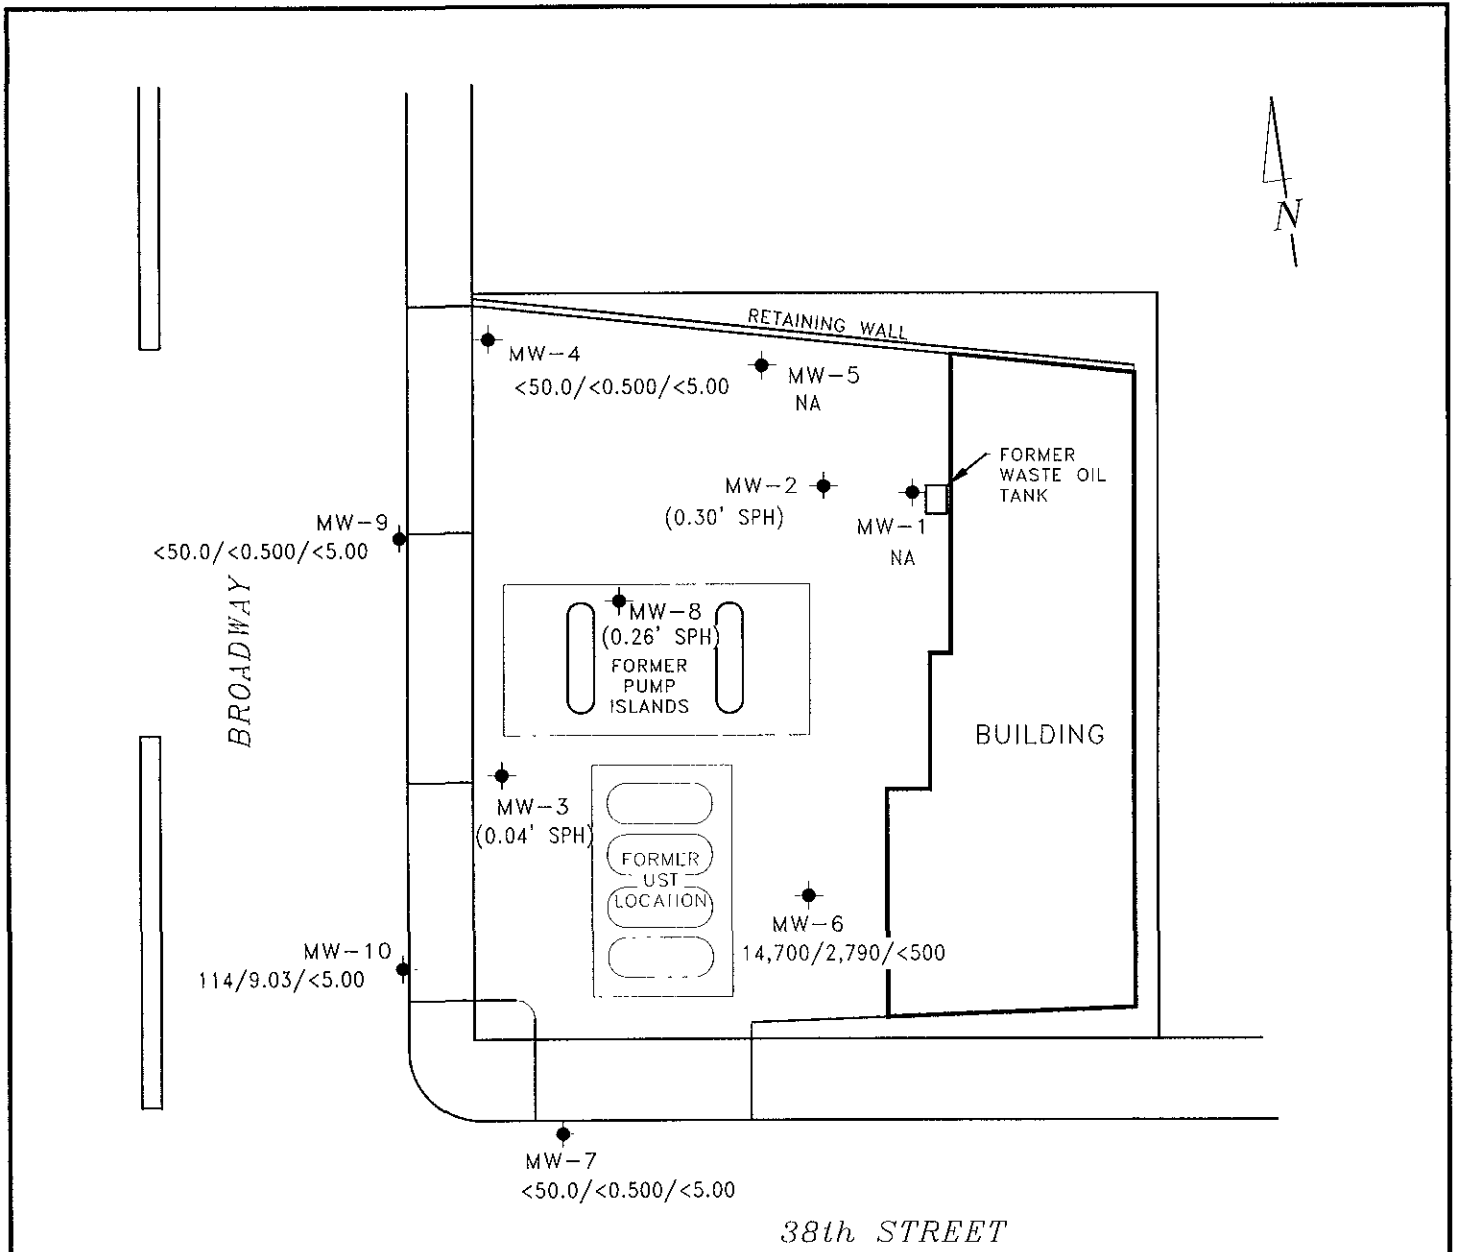 N
RETAINING WALL
MW-4
<50.0/<0.500/<5.00
MW-5
NA
FORMER
WASTE OIL
TANK
MW-2
(0.30' SPH)
MW-1
NA
MW-9
<50.0/<0.500/<5.00
BROADWAY
MW-8
(0.26' SPH)
FORMER
PUMP
ISLANDS
BUILDING
MW-3
(0.04' SPH)
FORMER
UST
LOCATION
MW-6
14,700/2,790/<500
MW-10
114/9.03/<5.00
MW-7
<50.0/<0.500/<5.00
38th STREET